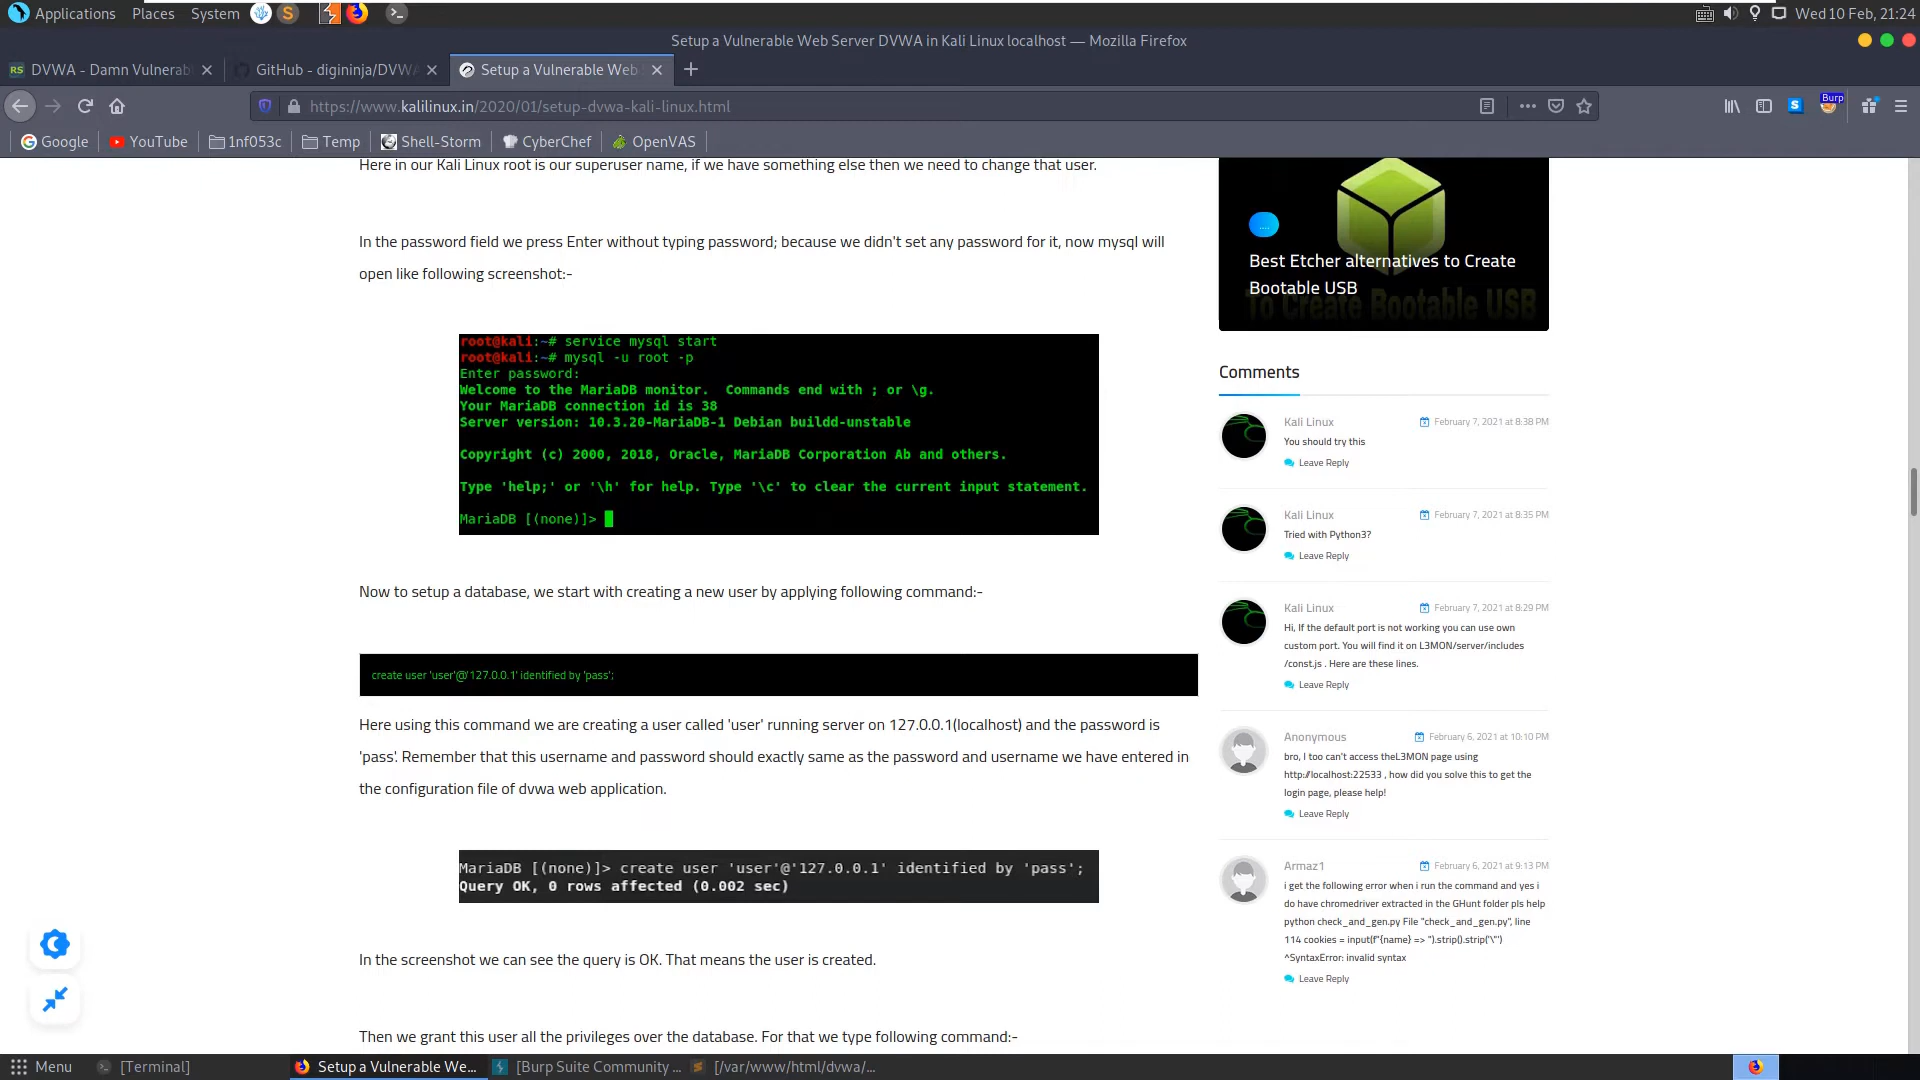 Applications Places System Wed 10 Feb, 21:24
Setup a Vulnerable Web Server DVWA in Kali Linux localhost — Mozilla Firefox
RS DVWA - Damn Vulnerab
GitHub - digininja/DVWA
Setup a Vulnerable Web
https://www.kalilinux.in/2020/01/setup-dvwa-kali-linux.html
S
Burp
Google YouTube 1nf053c Temp Shell-Storm CyberChef OpenVAS
Here in our Kali Linux root is our superuser name, if we have something else then we need to change that user.
In the password field we press Enter without typing password; because we didn't set any password for it, now mysql will
open like following screenshot:-
root@kali:~# service mysql start
root@kali:~# mysql -u root -p
Enter password:
Welcome to the MariaDB monitor.  Commands end with ; or \g.
Your MariaDB connection id is 38
Server version: 10.3.20-MariaDB-1 Debian buildd-unstable
Copyright (c) 2000, 2018, Oracle, MariaDB Corporation Ab and others.
Type 'help;' or '\h' for help. Type '\c' to clear the current input statement.
MariaDB [(none)]>
Now to setup a database, we start with creating a new user by applying following command:-
create user 'user'@'127.0.0.1' identified by 'pass';
Here using this command we are creating a user called 'user' running server on 127.0.0.1(localhost) and the password is
'pass'. Remember that this username and password should exactly same as the password and username we have entered in
the configuration file of dvwa web application.
MariaDB [(none)]> create user 'user'@'127.0.0.1' identified by 'pass';
Query OK, 0 rows affected (0.002 sec)
In the screenshot we can see the query is OK. That means the user is created.
Then we grant this user all the privileges over the database. For that we type following command:-
....
Best Etcher alternatives to Create
Bootable USB
To Create Bootable USB
Comments
Kali Linux February 7, 2021 at 8:38 PM
You should try this
Leave Reply
Kali Linux February 7, 2021 at 8:35 PM
Tried with Python3?
Leave Reply
Kali Linux February 7, 2021 at 8:29 PM
Hi, If the default port is not working you can use own
custom port. You will find it on L3MON/server/includes
/const.js . Here are these lines.
Leave Reply
Anonymous February 6, 2021 at 10:10 PM
bro, I too can't access theL3MON page using
http://localhost:22533 , how did you solve this to get the
login page, please help!
Leave Reply
Armaz1 February 6, 2021 at 9:13 PM
i get the following error when i run the command and yes i
do have chromedriver extracted in the GHunt folder pls help
python check_and_gen.py File "check_and_gen.py", line
114 cookies = input(f"{name} => ").strip().strip('\"')
^SyntaxError: invalid syntax
Leave Reply
Menu [Terminal] Setup a Vulnerable We... [Burp Suite Community ... [/var/www/html/dvwa/...